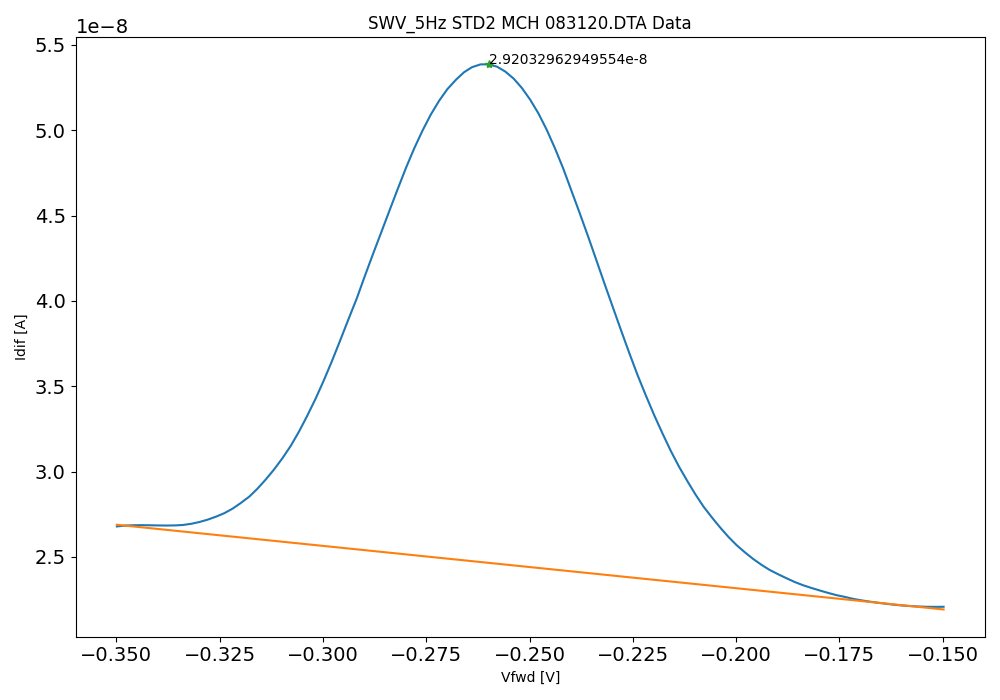 SWV_5Hz STD2 MCH 083120.DTA Data
1e−8
5.5
5.0
4.5
4.0
3.5
3.0
2.5
2.92032962949554e-8
Idif [A]
−0.350 −0.325 −0.300 −0.275 −0.250 −0.225 −0.200 −0.175 −0.150
Vfwd [V]